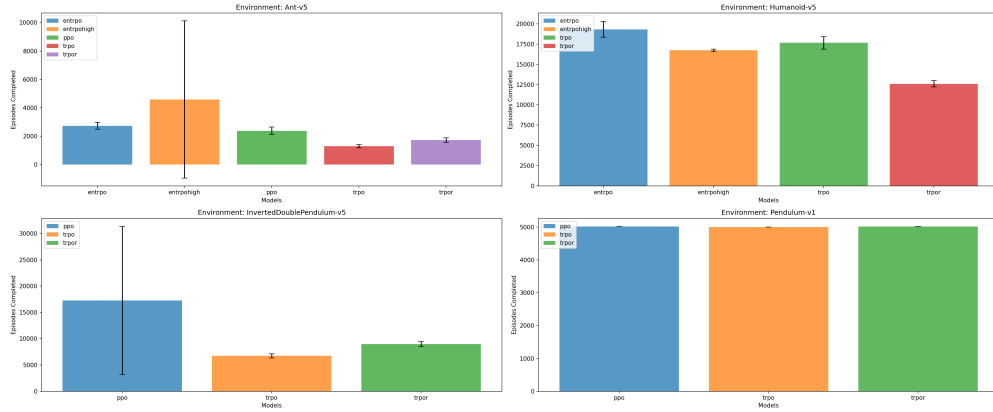 Environment: Ant-v5
entrpo
entrpohigh
ppo
trpo
trpor
10000
8000
6000
4000
2000
0
Episodes Completed
entrpo entrpohigh ppo trpo trpor
Models
Environment: Humanoid-v5
entrpo
entrpohigh
trpo
trpor
20000
17500
15000
12500
10000
7500
5000
2500
0
Episodes Completed
entrpo entrpohigh trpo trpor
Models
Environment: InvertedDoublePendulum-v5
ppo
trpo
trpor
30000
25000
20000
15000
10000
5000
0
Episodes Completed
ppo trpo trpor
Models
Environment: Pendulum-v1
ppo
trpo
trpor
5000
4000
3000
2000
1000
0
Episodes Completed
ppo trpo trpor
Models